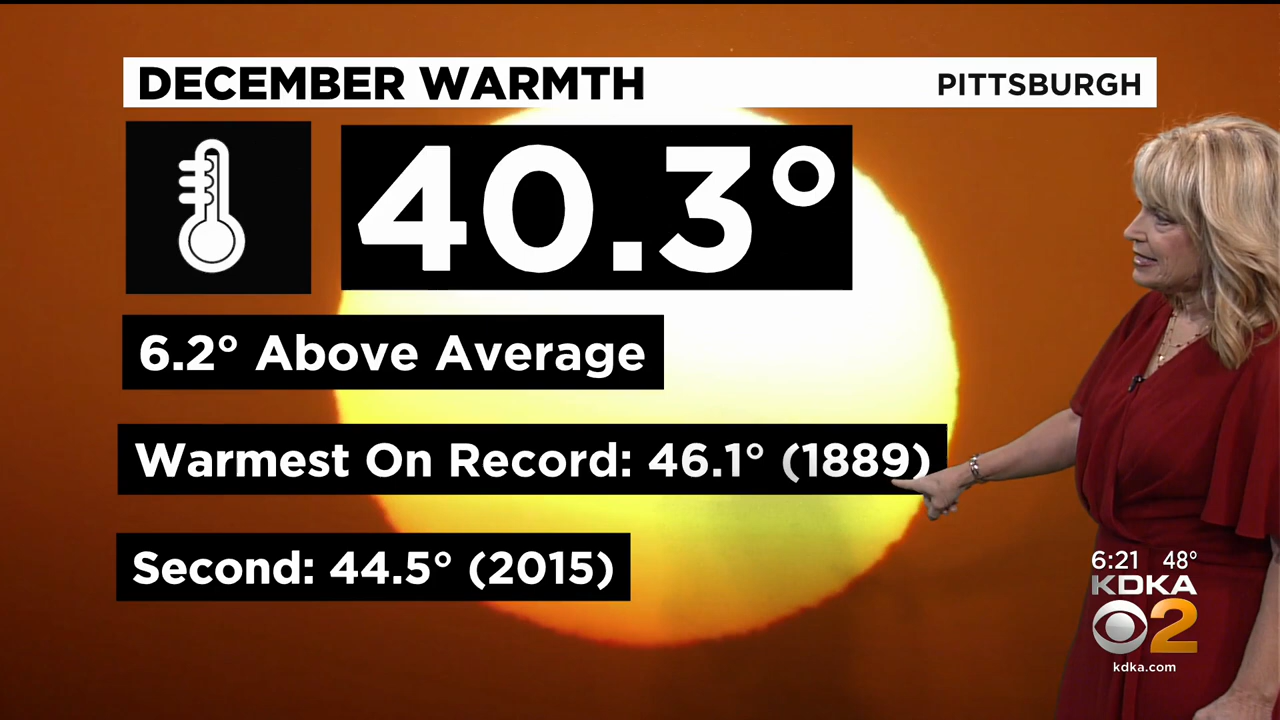 DECEMBER WARMTH
PITTSBURGH
40.3°
6.2° Above Average
Warmest On Record: 46.1° (1889)
Second: 44.5° (2015)
6:21 48°
KDKA
2
kdka.com